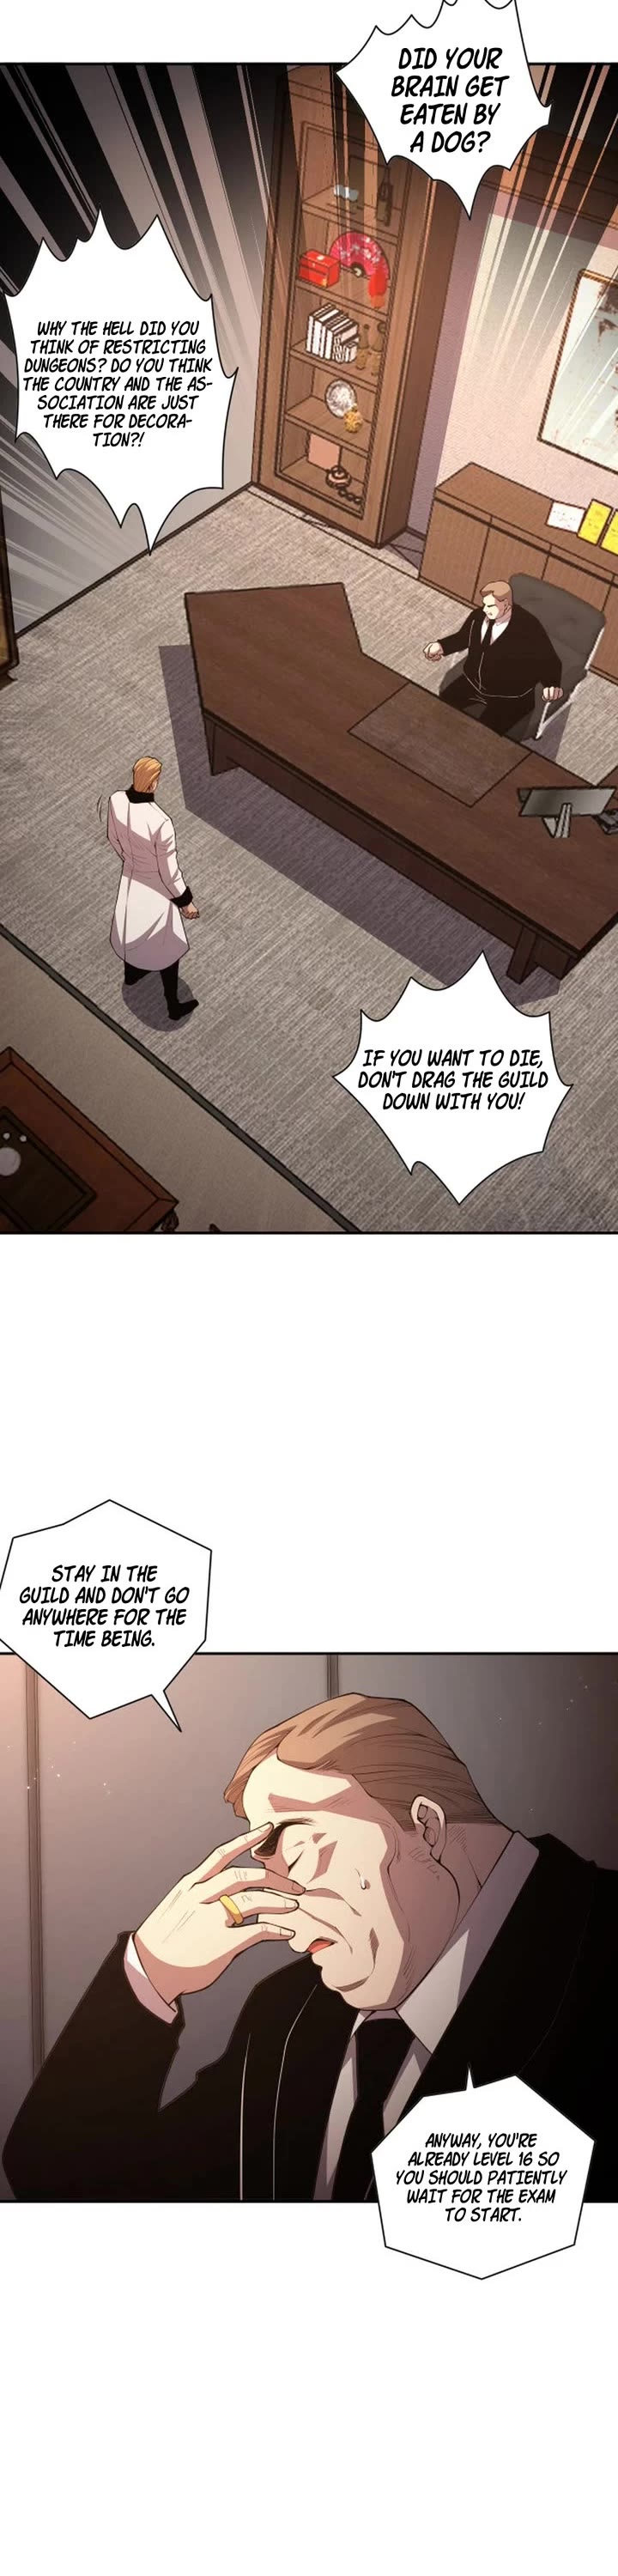 DID YOUR
BRAIN GET
EATEN BY
A DOG?
WHY THE HELL DID YOU
THINK OF RESTRICTING
DUNGEONS? DO YOU THINK
THE COUNTRY AND THE AS-
SOCIATION ARE JUST
THERE FOR DECORA-
TION?!
IF YOU WANT TO DIE,
DON'T DRAG THE GUILD
DOWN WITH YOU!
STAY IN THE
GUILD AND DON'T GO
ANYWHERE FOR THE
TIME BEING.
ANYWAY, YOU'RE
ALREADY LEVEL 16 SO
YOU SHOULD PATIENTLY
WAIT FOR THE EXAM
TO START.